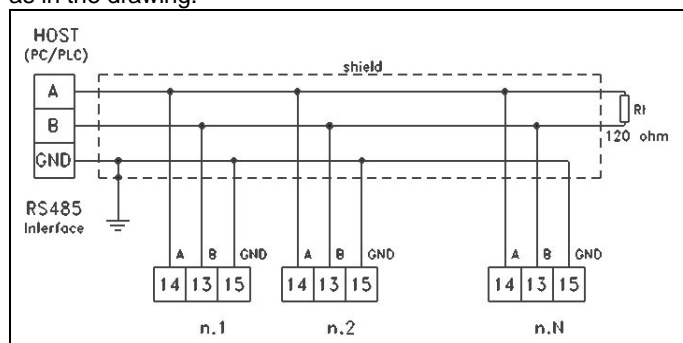 as in the drawing.
HOST
(PC/PLC)
shield
A
B
GND
Rt
120 ohm
RS485
Interface
A B GND
A B GND
A B GND
14 13 15
14 13 15
14 13 15
n.1
n.2
n.N